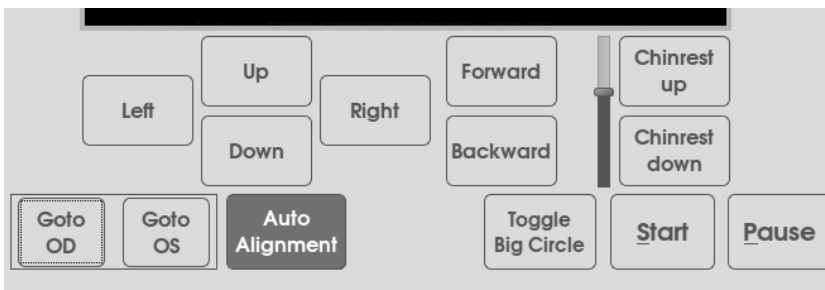 Up
Forward
Chinrest
up
Left
Right
Down
Backward
Chinrest
down
Goto
OD
Goto
OS
Auto
Alignment
Toggle
Big Circle
Start
Pause